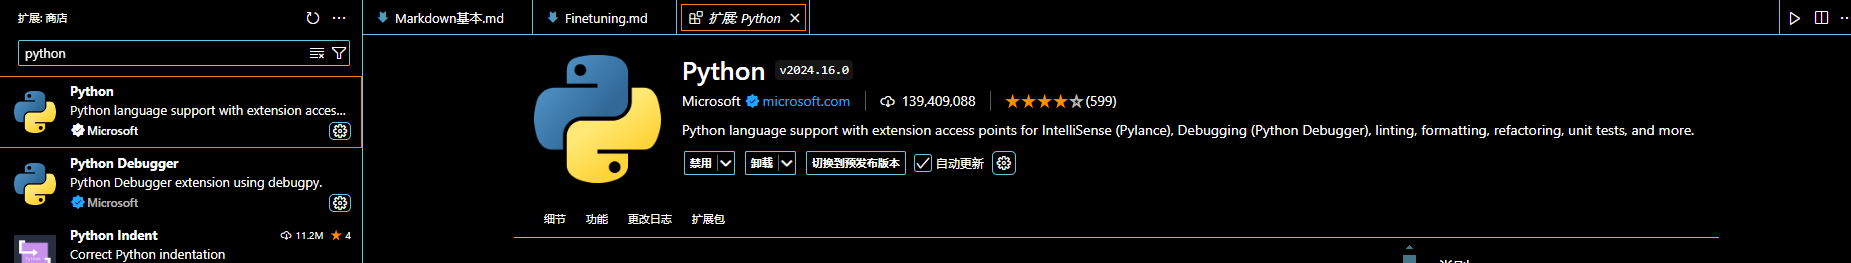 扩展: 商店
python
Python
Python language support with extension acces...
Microsoft
Python Debugger
Python Debugger extension using debugpy.
Microsoft
Python Indent 11.2M 4
Correct Python indentation
Markdown基本.md Finetuning.md 扩展: Python
Python v2024.16.0
Microsoft microsoft.com 139,409,088 (599)
Python language support with extension access points for IntelliSense (Pylance), Debugging (Python Debugger), linting, formatting, refactoring, unit tests, and more.
禁用 卸载 切换到预发布版本 自动更新
细节 功能 更改日志 扩展包